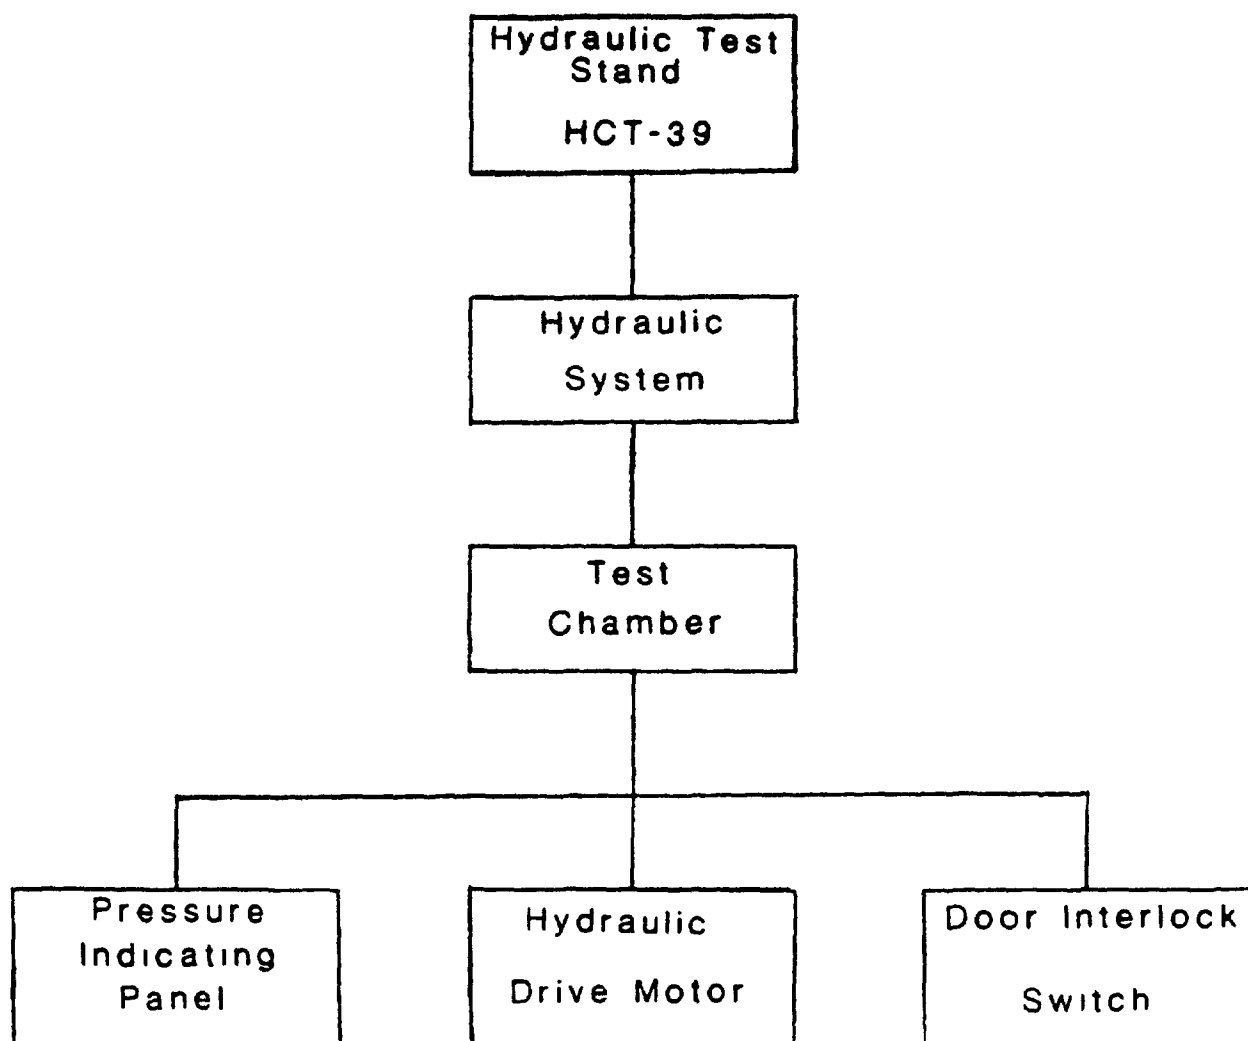 Hydraulic Test
Stand
HCT-39
Hydraulic
System
Test
Chamber
Pressure
Indicating
Panel
Hydraulic
Drive Motor
Door Interlock
Switch